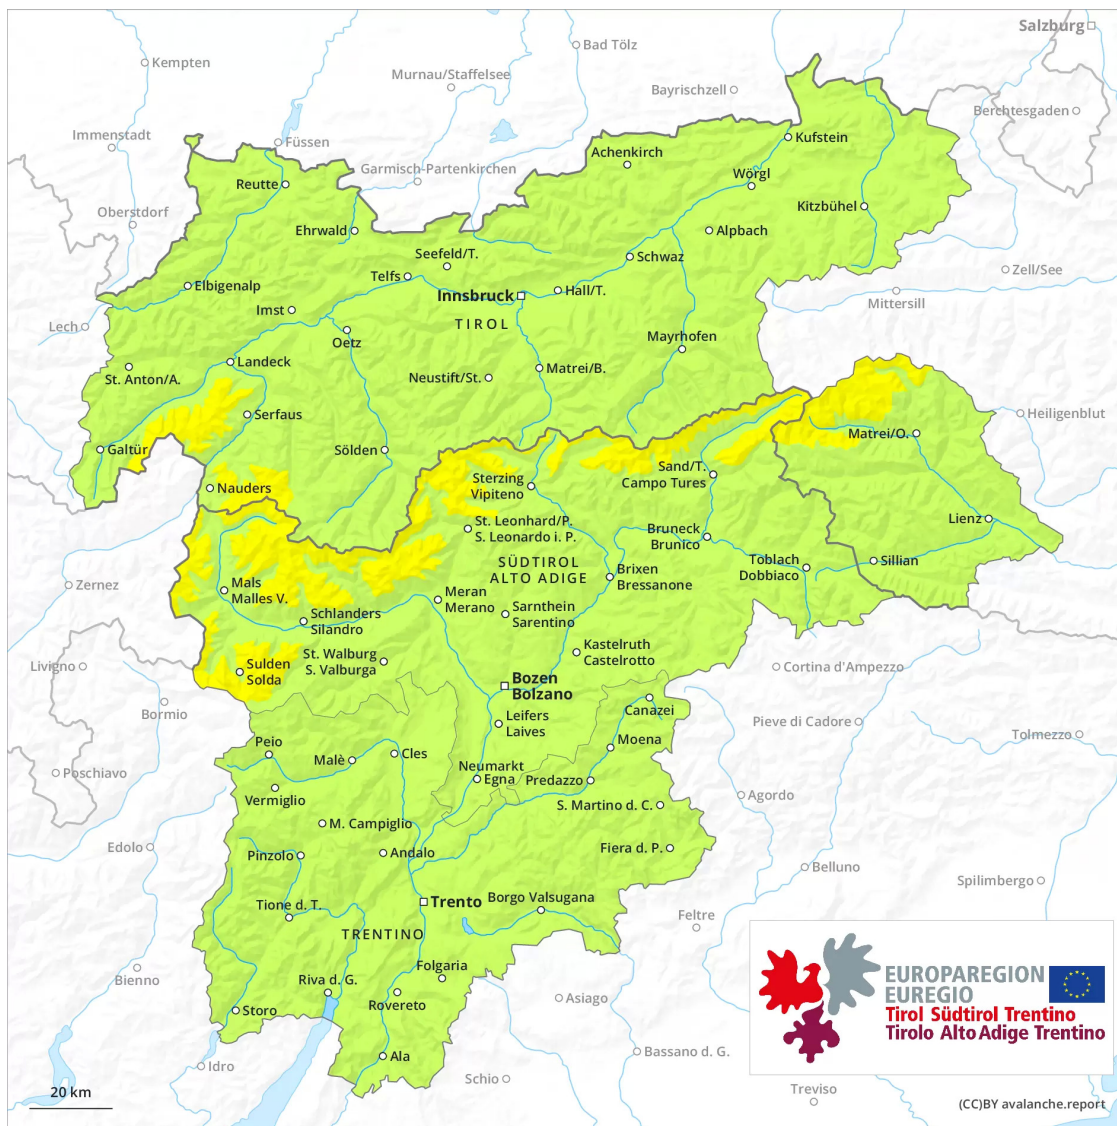 Salzburg
Bad Tölz
Kempten
Murnau/Staffelsee
Bayrischzell
Berchtesgaden
Immenstadt
Füssen
Kufstein
Achenkirch
Garmisch-Partenkirchen
Wörgl
Reutte
Oberstdorf
Kitzbühel
Ehrwald
Alpbach
Seefeld/T.
Schwaz
Zell/See
Telfs
Elbigenalp
Innsbruck
Hall/T.
Mittersill
Imst
TIROL
Lech
Oetz
Mayrhofen
Landeck
Matrei/B.
St. Anton/A.
Neustift/St.
Serfaus
Heiligenblut
Matrei/O.
Galtür
Sölden
Sand/T.
Campo Tures
Sterzing
Vipiteno
Nauders
Lienz
St. Leonhard/P.
S. Leonardo i. P.
Bruneck
Brunico
SÜDTIROL
ALTO ADIGE
Toblach
Dobbiaco
Sillian
Brixen
Bressanone
Zernez
Mals
Malles V.
Meran
Merano
Sarnthein
Sarentino
Schlanders
Silandro
Kastelruth
Castelrotto
Livigno
St. Walburg
S. Valburga
Sulden
Solda
Cortina d'Ampezzo
Bozen
Bolzano
Bormio
Canazei
Leifers
Laives
Pieve di Cadore
Tolmezzo
Peio
Moena
Cles
Malè
Poschiavo
Neumarkt
Egna
Predazzo
Vermiglio
Agordo
S. Martino d. C.
M. Campiglio
Edolo
Pinzolo
Andalo
Fiera d. P.
Belluno
Spilimbergo
Trento
Borgo Valsugana
Tione d. T.
Feltre
TRENTINO
Bienno
Folgaria
Riva d. G.
Rovereto
Asiago
Storo
EUROPAREGION
EUREGIO
Tirol Südtirol Trentino
Tirolo Alto Adige Trentino
Ala
Bassano d. G.
Idro
Schio
Treviso
20 km
(CC)BY avalanche.report